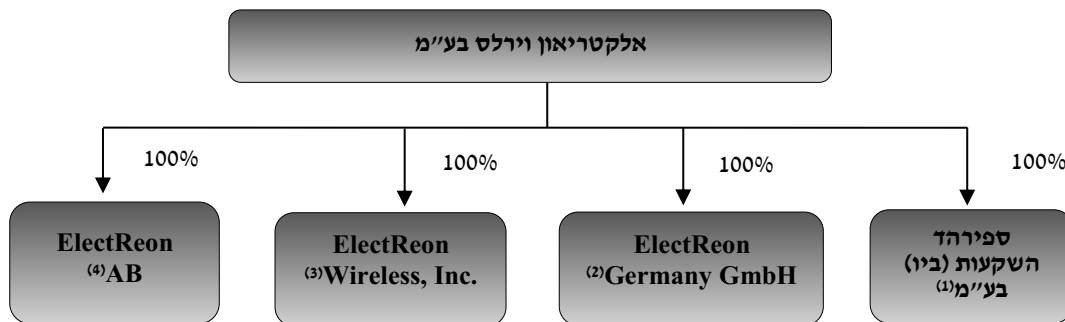 אלקטריאון וירלס בע״מ
100%
100%
100%
100%
ספירהד
השקעות (ביו)
בע״מ(1)
ElectReon
(2)Germany GmbH
ElectReon
(3)Wireless, Inc.
ElectReon
(4)AB